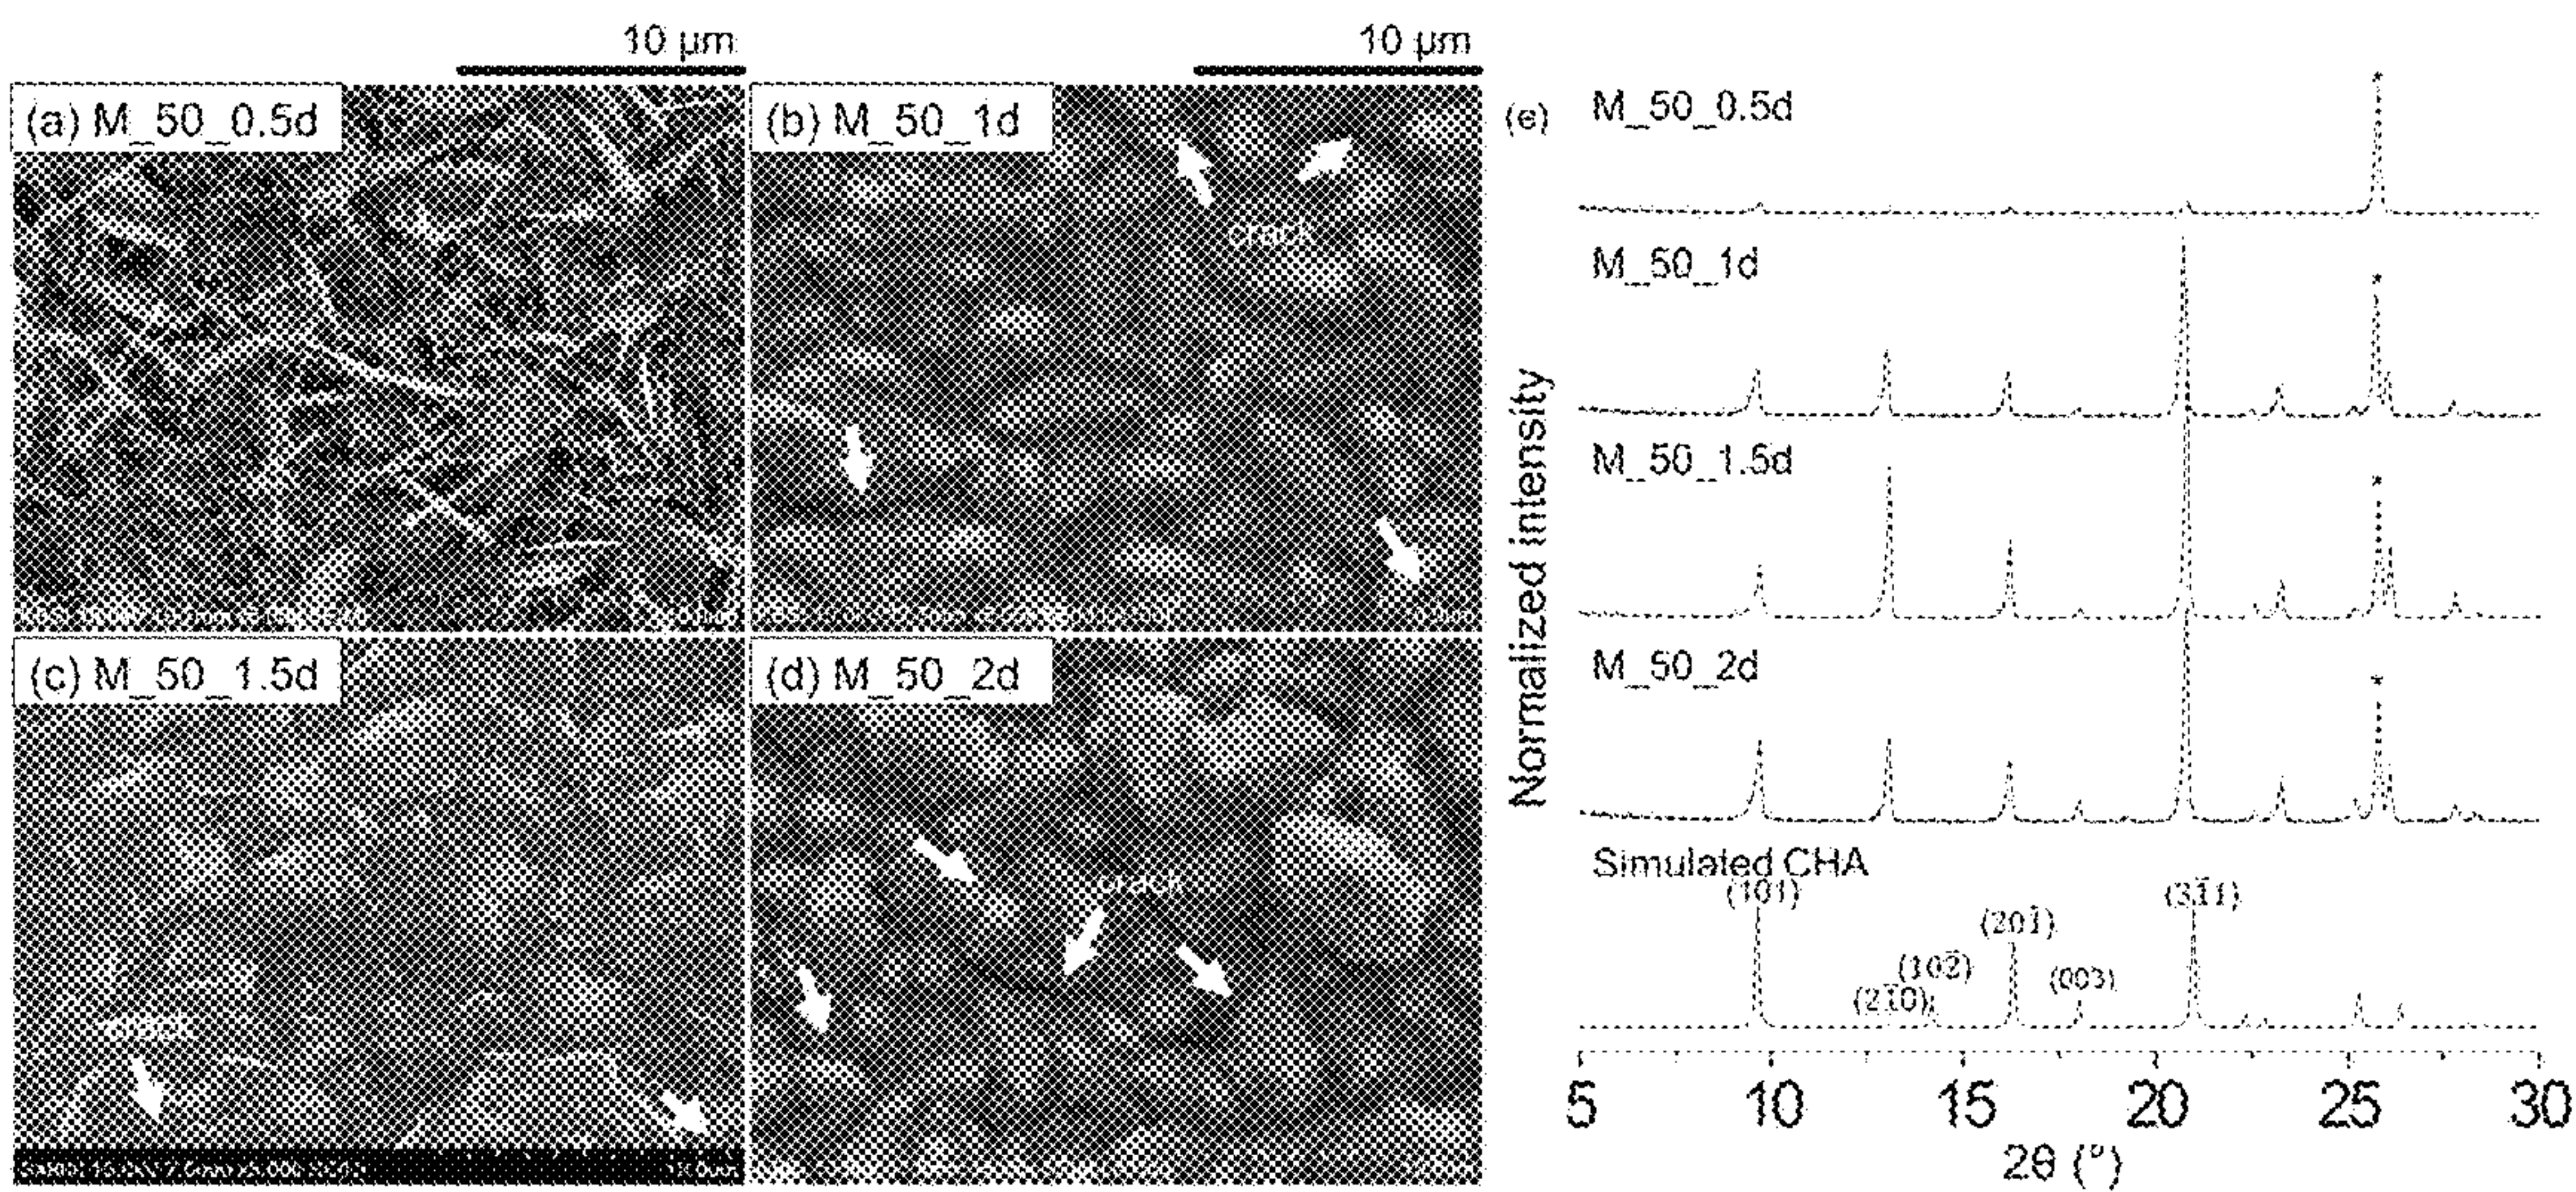 10 μm
10 μm
(a) M_50_0.5d
(b) M_50_1d
crack
(c) M_50_1.5d
crack
(d) M_50_2d
crack
(e)
M_50_0.5d
*
M_50_1d
*
M_50_1.5d
*
M_50_2d
*
Simulated CHA
(101)
(2̄10)
(10̄2)
(20̄1)
(003)
(3̄11)
Normalized intensity
5 10 15 20 25 30
2θ (°)